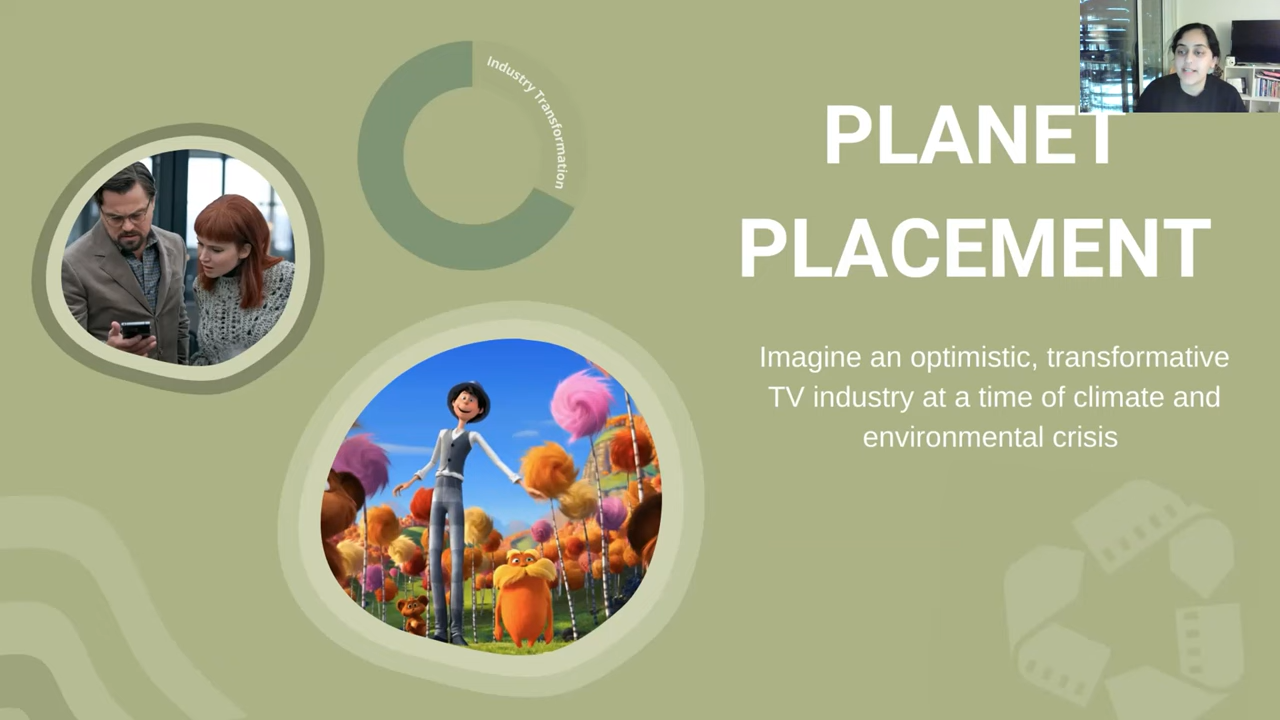 Industry Transformation
PLANET
PLACEMENT
Imagine an optimistic, transformative
TV industry at a time of climate and
environmental crisis